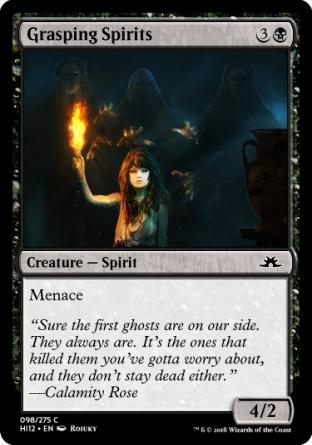 Grasping Spirits 3
Creature — Spirit
Menace
“Sure the first ghosts are on our side.
They always are. It’s the ones that
killed them you’ve gotta worry about,
and they don’t stay dead either.”
—Calamity Rose
4/2
098/275 C
HI12 • EN Roiuky
™ & © 2018 Wizards of the Coast